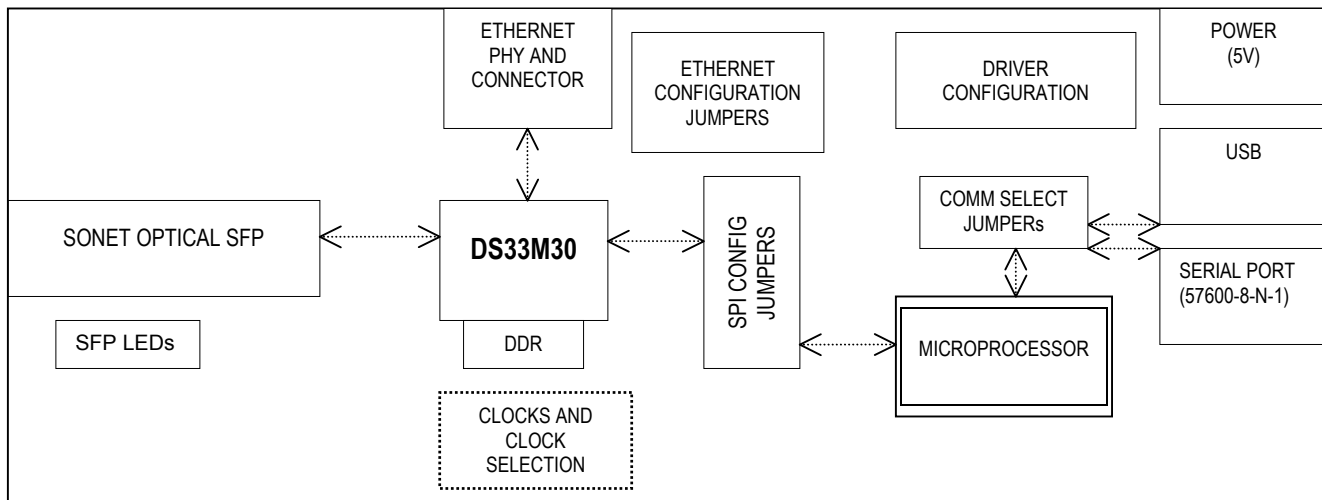 ETHERNET
PHY AND
CONNECTOR
ETHERNET
CONFIGURATION
JUMPERS
DRIVER
CONFIGURATION
POWER
(5V)
USB
SONET OPTICAL SFP
DS33M30
SPI CONFIG
JUMPERS
COMM SELECT
JUMPERs
SERIAL PORT
(57600-8-N-1)
SFP LEDs
DDR
MICROPROCESSOR
CLOCKS AND
CLOCK
SELECTION